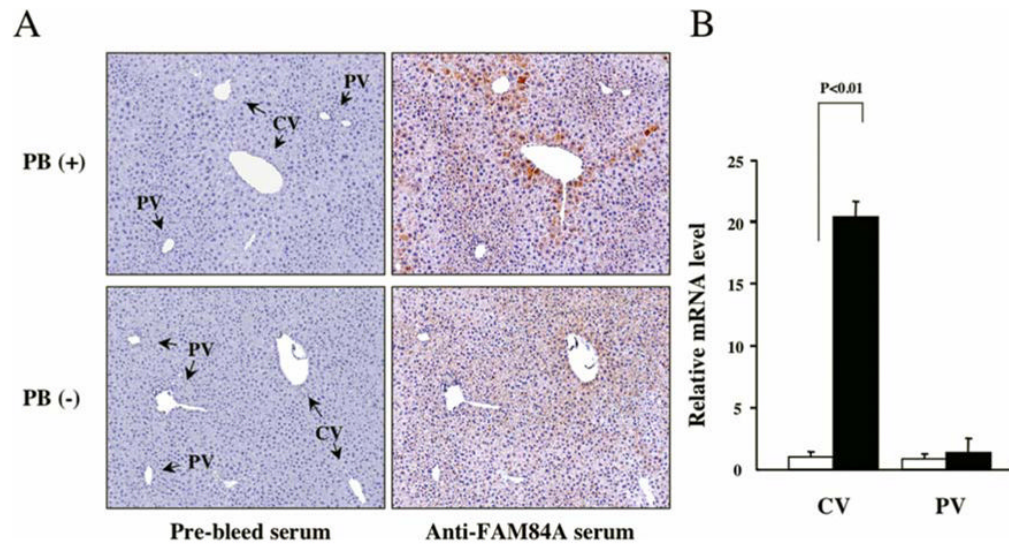 A
PV
CV
PB (+)
PV
PV
PB (-)
CV
PV
Pre-bleed serum
Anti-FAM84A serum
B
P<0.01
Relative mRNA level
25
20
15
10
5
0
CV
PV